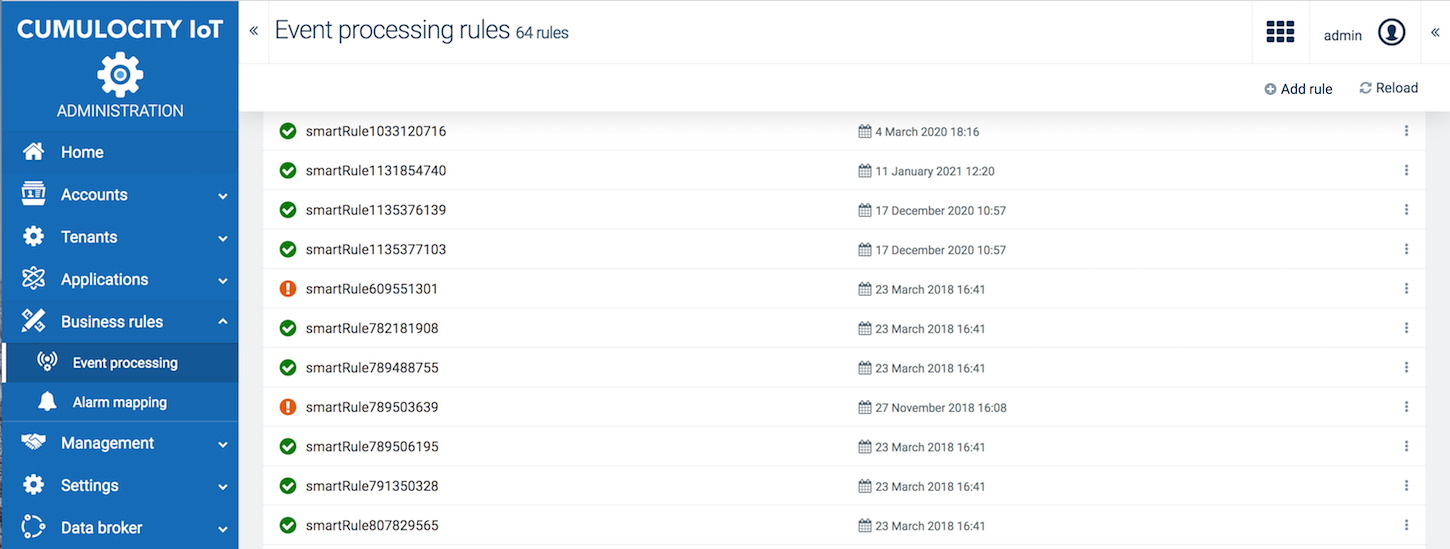 CUMULOCITY IoT
ADMINISTRATION
Home
Accounts
Tenants
Applications
Business rules
Event processing
Alarm mapping
Management
Settings
Data broker
Event processing rules 64 rules
admin
Add rule
Reload
smartRule1033120716 4 March 2020 18:16
smartRule1131854740 11 January 2021 12:20
smartRule1135376139 17 December 2020 10:57
smartRule1135377103 17 December 2020 10:57
smartRule609551301 23 March 2018 16:41
smartRule782181908 23 March 2018 16:41
smartRule789488755 23 March 2018 16:41
smartRule789503639 27 November 2018 16:08
smartRule789506195 23 March 2018 16:41
smartRule791350328 23 March 2018 16:41
smartRule807829565 23 March 2018 16:41